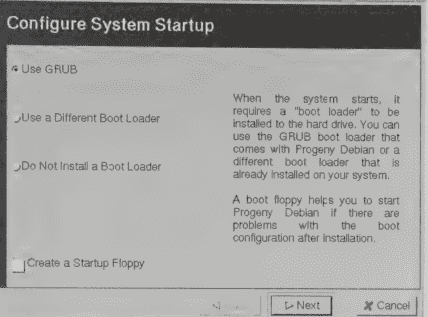 Configure System Startup
Use GRUB
Use a Different Boot Loader
Do Not Install a Boot Loader
Create a Startup Floppy
When the system starts, it
requires a "boot loader" to be
installed to the hard drive. You can
use the GRUB boot loader that
comes with Progeny Debian or a
different boot loader that is
already installed on your system.
A boot floppy helps you to start
Progeny Debian if there are
problems with the boot
configuration after installation.
Next
Cancel